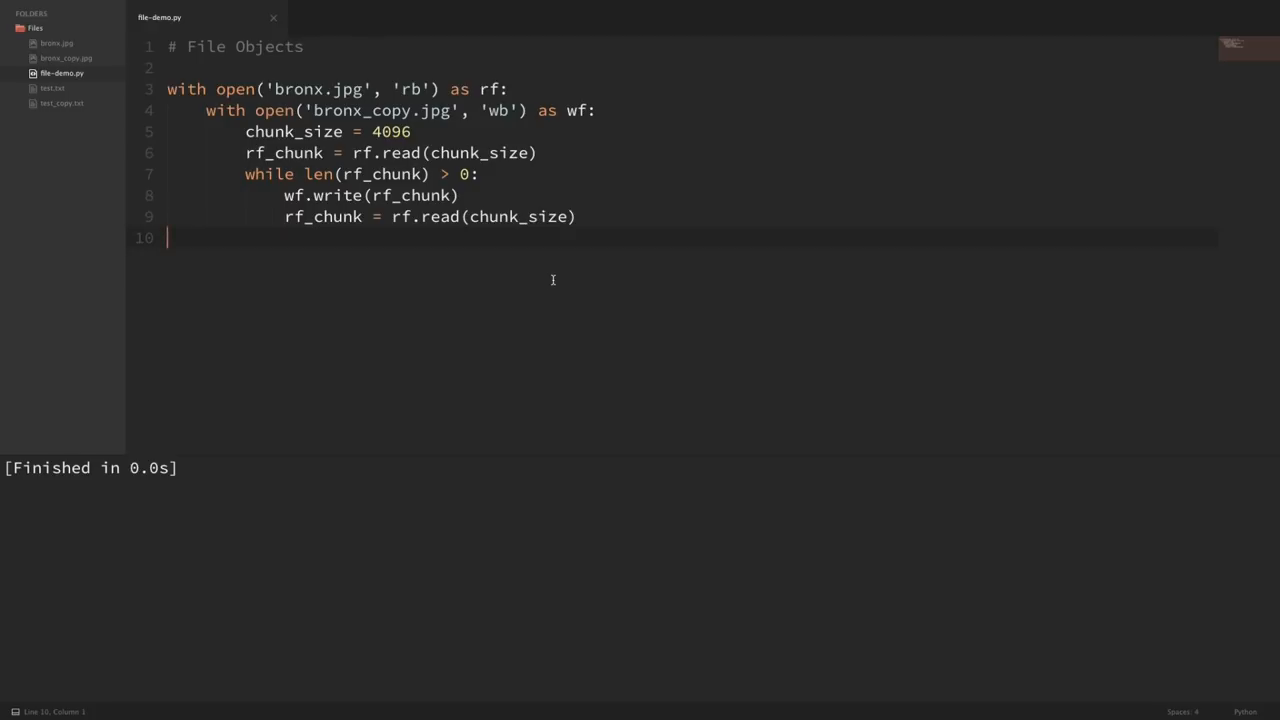 FOLDERS
Files
bronx.jpg
bronx_copy.jpg
file-demo.py
test.txt
test_copy.txt
file-demo.py ×
1 # File Objects
2
3 with open('bronx.jpg', 'rb') as rf:
4     with open('bronx_copy.jpg', 'wb') as wf:
5         chunk_size = 4096
6         rf_chunk = rf.read(chunk_size)
7         while len(rf_chunk) > 0:
8             wf.write(rf_chunk)
9             rf_chunk = rf.read(chunk_size)
10
[Finished in 0.0s]
Line 10, Column 1
Spaces: 4
Python